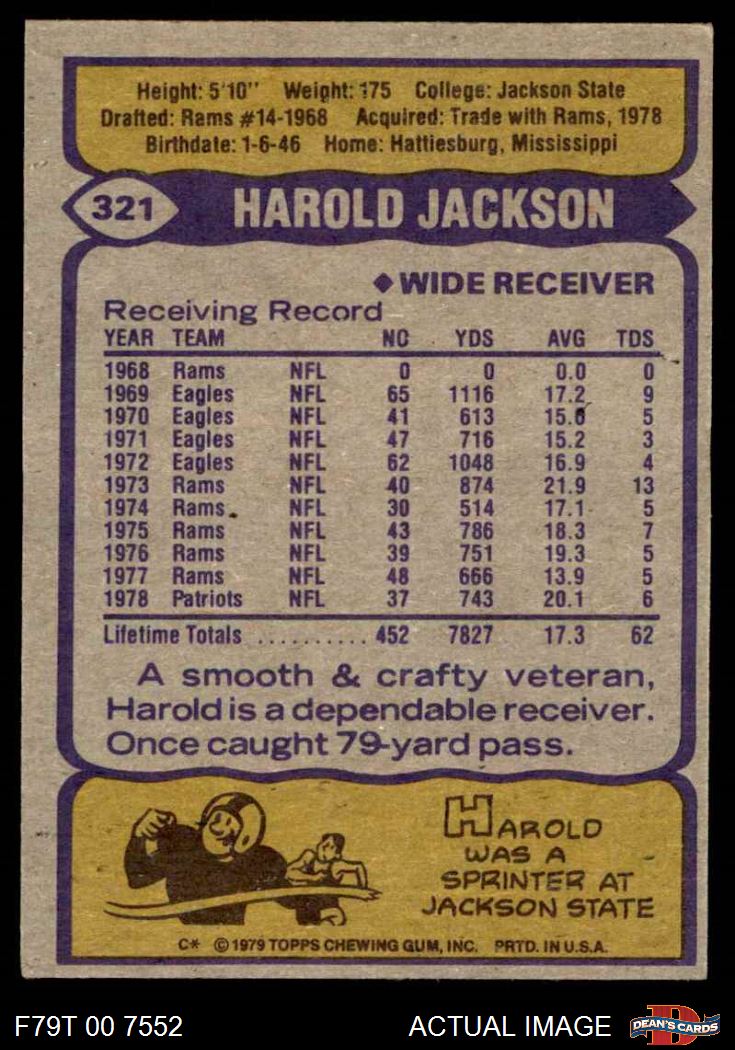 Height: 5'10" Weight: 175 College: Jackson State
Drafted: Rams #14-1968 Acquired: Trade with Rams, 1978
Birthdate: 1-6-46 Home: Hattiesburg, Mississippi
321 HAROLD JACKSON
◆WIDE RECEIVER
Receiving Record
YEAR TEAM NO YDS AVG TDS
1968 Rams NFL 0 0 0.0 0
1969 Eagles NFL 65 1116 17.2 9
1970 Eagles NFL 41 613 15.0 5
1971 Eagles NFL 47 716 15.2 3
1972 Eagles NFL 62 1048 16.9 4
1973 Rams NFL 40 874 21.9 13
1974 Rams NFL 30 514 17.1 5
1975 Rams NFL 43 786 18.3 7
1976 Rams NFL 39 751 19.3 5
1977 Rams NFL 48 666 13.9 5
1978 Patriots NFL 37 743 20.1 6
Lifetime Totals .......... 452 7827 17.3 62
A smooth & crafty veteran,
Harold is a dependable receiver.
Once caught 79-yard pass.
HAROLD
WAS A
SPRINTER AT
JACKSON STATE
C* © 1979 TOPPS CHEWING GUM, INC. PRTD. IN U.S.A.
F79T 00 7552 ACTUAL IMAGE DEAN'S CARDS